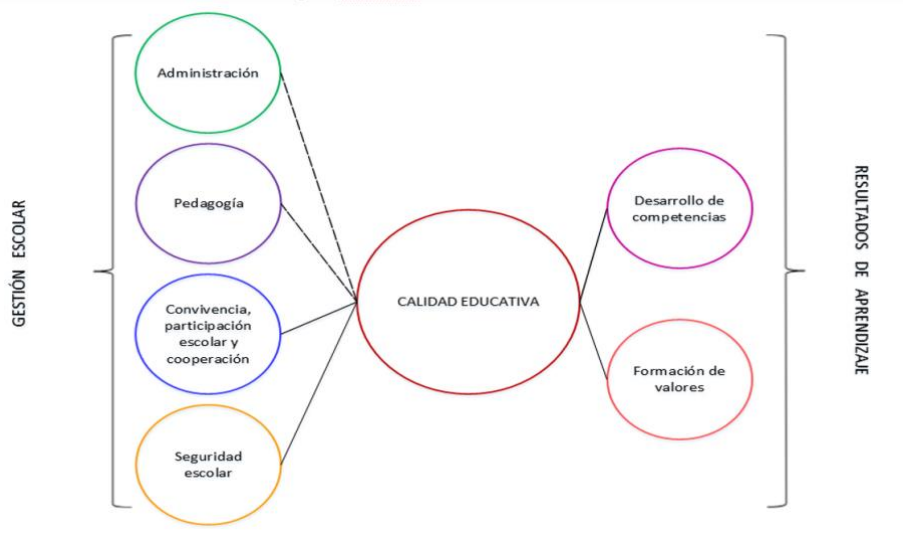 GESTIÓN ESCOLAR
Administración
Pedagogía
Convivencia,
participación
escolar y
cooperación
Seguridad
escolar
CALIDAD EDUCATIVA
Desarrollo de
competencias
Formación de
valores
RESULTADOS DE APRENDIZAJE